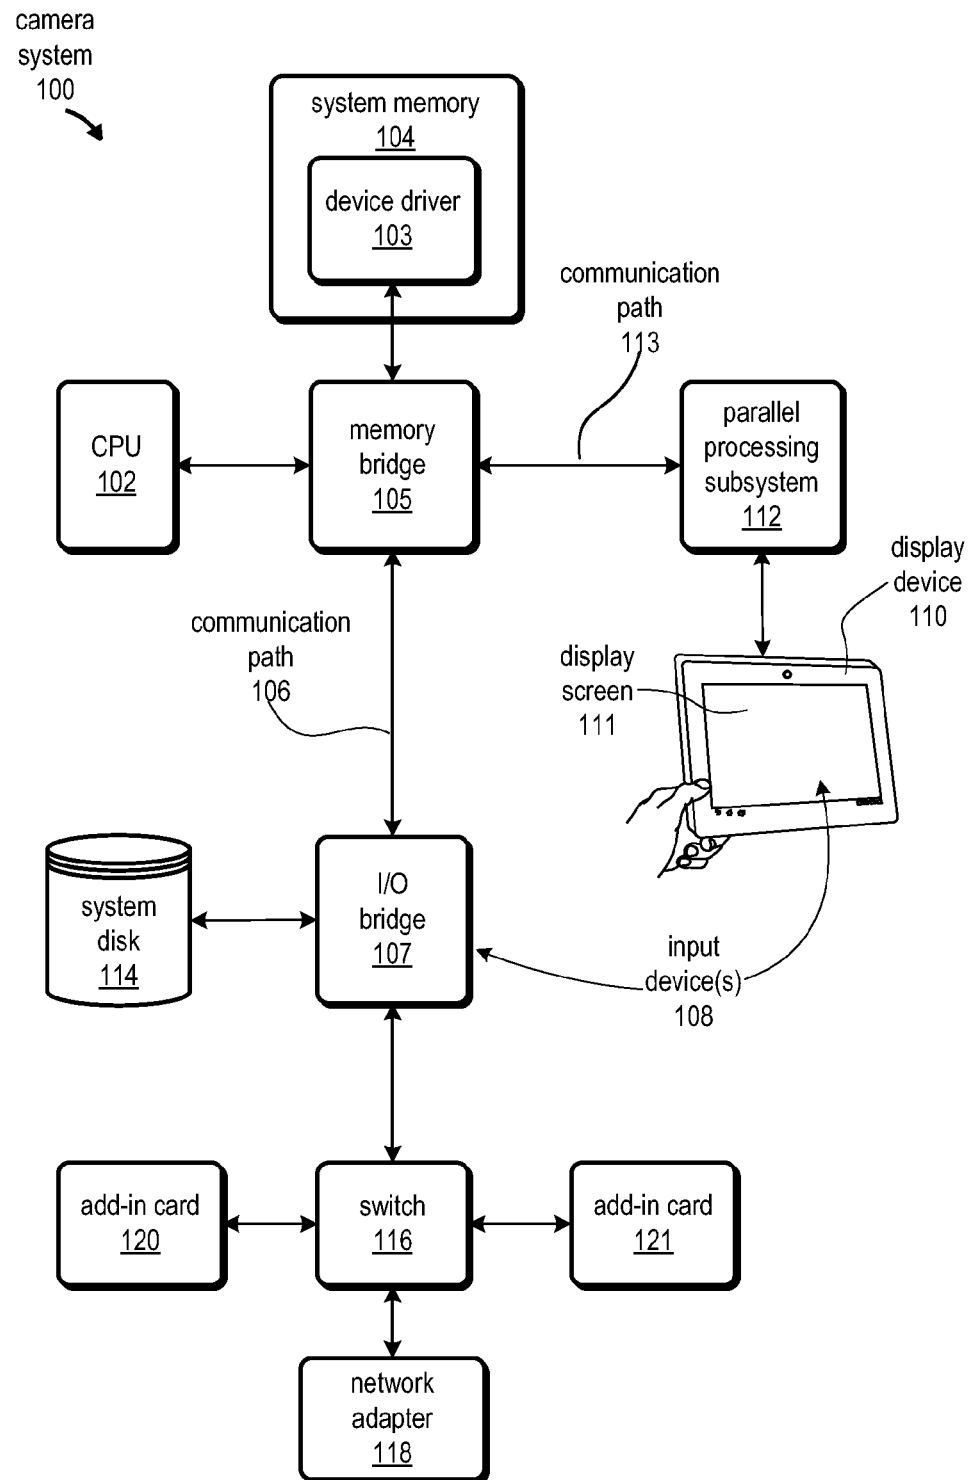 camera
system
100
system memory
104
device driver
103
communication
path
113
CPU
102
memory
bridge
105
parallel
processing
subsystem
112
display
device
110
communication
path
106
display
screen
111
system
disk
114
I/O
bridge
107
input
device(s)
108
add-in card
120
switch
116
add-in card
121
network
adapter
118